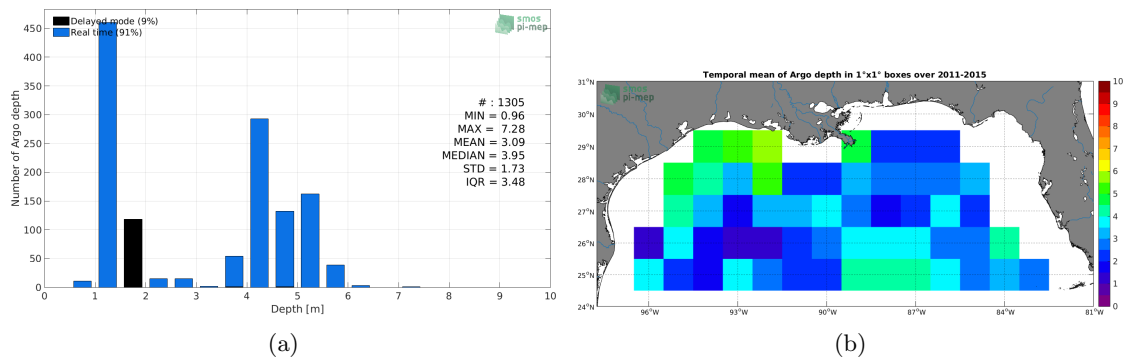 Delayed mode (9%)
Real time (91%)
smos
pi-mep
450
400
350
300
250
200
150
100
50
0
Number of Argo depth
# : 1305
MIN = 0.96
MAX = 7.28
MEAN = 3.09
MEDIAN = 3.95
STD = 1.73
IQR = 3.48
0 1 2 3 4 5 6 7 8 9 10
Depth [m]
(a)
Temporal mean of Argo depth in 1°x1° boxes over 2011-2015
smos
pi-mep
31°N
30°N
29°N
28°N
27°N
26°N
25°N
24°N
96°W 93°W 90°W 87°W 84°W 81°W
10
9
8
7
6
5
4
3
2
1
0
(b)